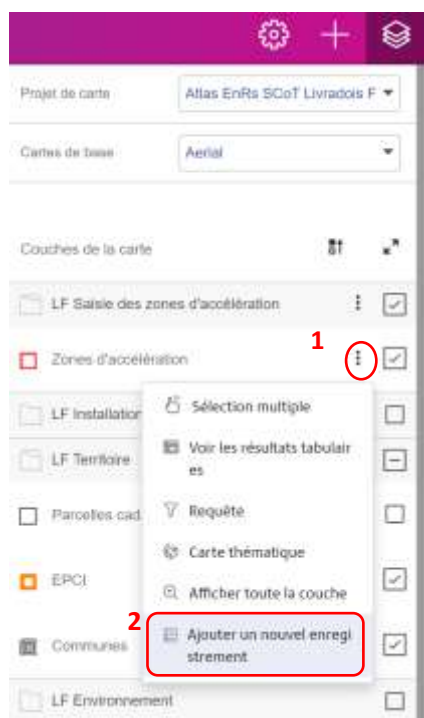 Projet de carte
Atlas EnRs SCoT Livradois F
Cartes de base
Aerial
Couches de la carte
LF Saisie des zones d'accélération
1
Zones d'accélération
LF Installation
Sélection multiple
LF Territoire
Voir les résultats tabulair
es
Parcelles cad
Requête
Carte thématique
EPCI
Afficher toute la couche
2
Ajouter un nouvel enregi
strement
Communes
LF Environnement